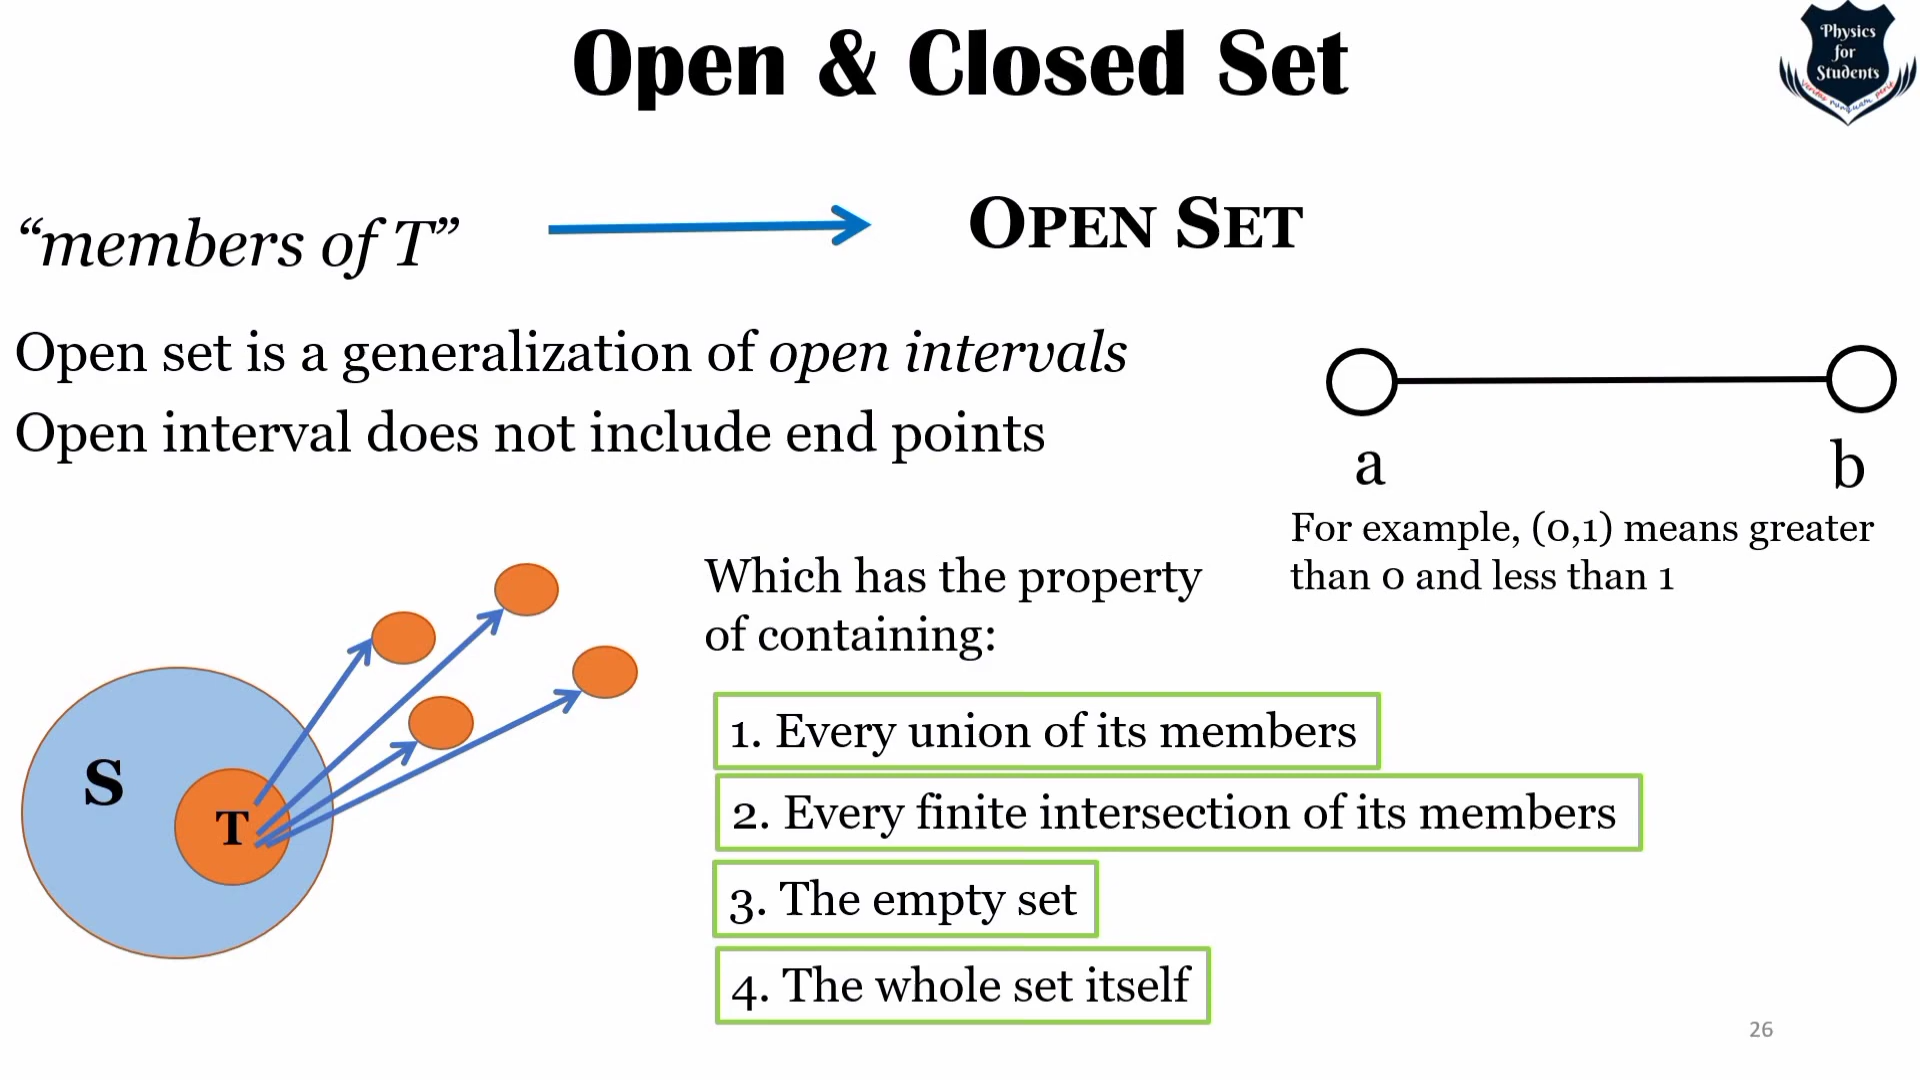 Open & Closed Set
Physics
for
Students
“members of T”
OPEN SET
Open set is a generalization of open intervals
Open interval does not include end points
a
b
For example, (0,1) means greater
than 0 and less than 1
Which has the property
of containing:
1. Every union of its members
2. Every finite intersection of its members
3. The empty set
4. The whole set itself
S
T
26